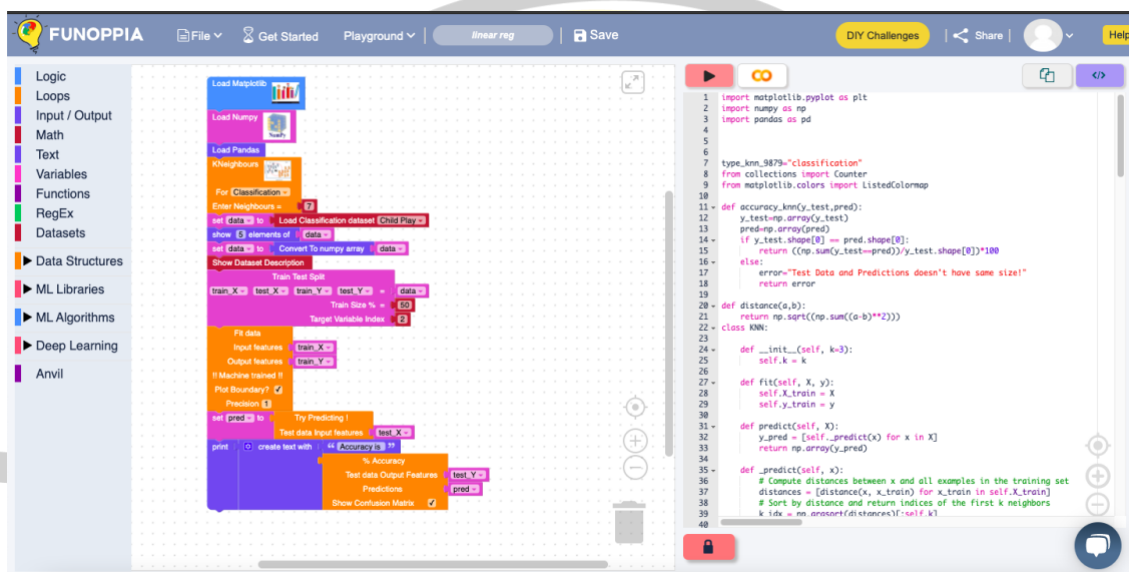 FUNOPPIA
File
Get Started
Playground
linear reg
Save
DIY Challenges
Share
Help
Logic
Loops
Input / Output
Math
Text
Variables
Functions
RegEx
Datasets
Data Structures
ML Libraries
ML Algorithms
Deep Learning
Anvil
Load Matplotlib
Load Numpy
NumPy
Load Pandas
KNeighbours
For Classification
Enter Neighbours = 7
set data to Load Classification dataset Child Play
show 5 elements of data
set data to Convert To numpy array data
Show Dataset Description
Train Test Split
train_X test_X train_Y test_Y = data
Train Size % = 50
Target Variable Index 2
Fit data
Input features train_X
Output features train_Y
!! Machine trained !!
Plot Boundary?
Precision 1
set pred to Try Predicting !
Test data Input features test_X
print create text with “ Accuracy is ”
% Accuracy
Test data Output Features test_Y
Predictions pred
Show Confusion Matrix
</>
1 import matplotlib.pyplot as plt
2 import numpy as np
3 import pandas as pd
4
5
6
7 type_knn_9879="classification"
8 from collections import Counter
9 from matplotlib.colors import ListedColormap
10
11 def accuracy_knn(y_test,pred):
12 y_test=np.array(y_test)
13 pred=np.array(pred)
14 if y_test.shape[0] == pred.shape[0]:
15 return ((np.sum(y_test==pred))/y_test.shape[0])*100
16 else:
17 error="Test Data and Predictions doesn't have same size!"
18 return error
19
20 def distance(a,b):
21 return np.sqrt((np.sum((a-b)**2)))
22 class KNN:
23
24 def __init__(self, k=3):
25 self.k = k
26
27 def fit(self, X, y):
28 self.X_train = X
29 self.y_train = y
30
31 def predict(self, X):
32 y_pred = [self._predict(x) for x in X]
33 return np.array(y_pred)
34
35 def _predict(self, x):
36 # Compute distances between x and all examples in the training set
37 distances = [distance(x, x_train) for x_train in self.X_train]
38 # Sort by distance and return indices of the first k neighbors
39 k_idx = np.argsort(distances)[:self.k]
40